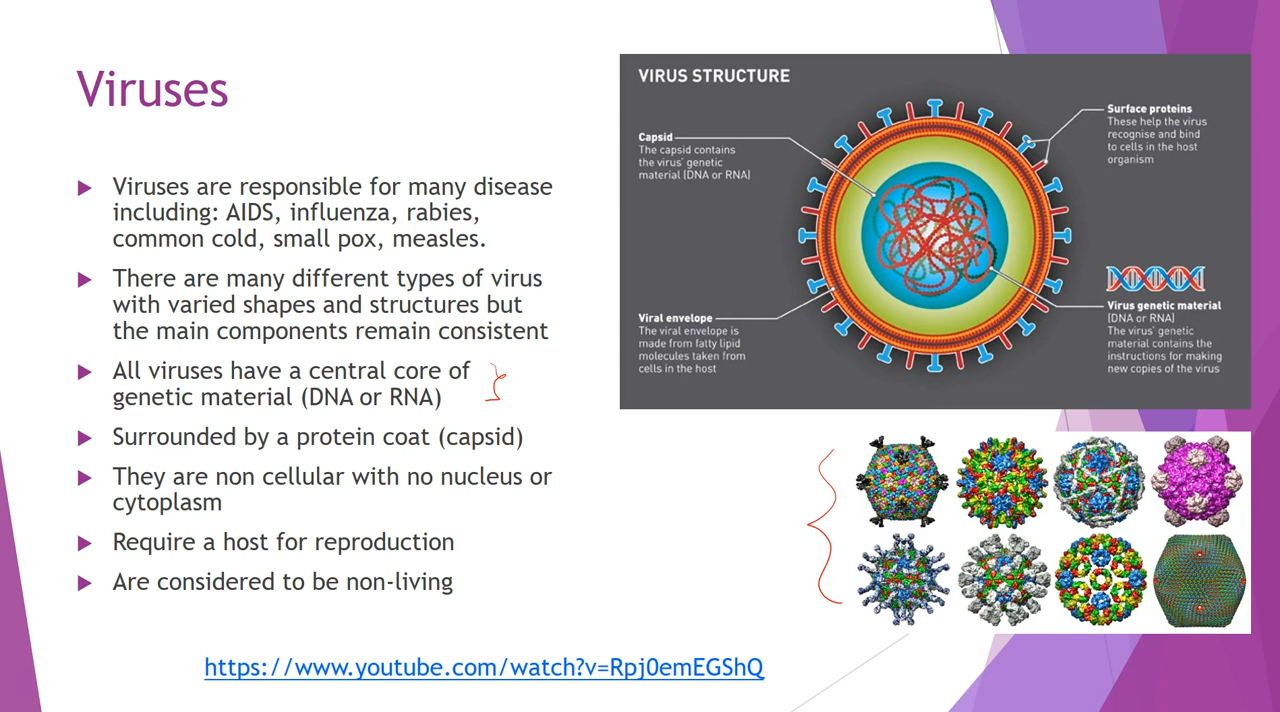 Viruses
Viruses are responsible for many disease
including: AIDS, influenza, rabies,
common cold, small pox, measles.
There are many different types of virus
with varied shapes and structures but
the main components remain consistent
All viruses have a central core of
genetic material (DNA or RNA)
Surrounded by a protein coat (capsid)
They are non cellular with no nucleus or
cytoplasm
Require a host for reproduction
Are considered to be non-living
https://www.youtube.com/watch?v=Rpj0emEGShQ
VIRUS STRUCTURE
Capsid
The capsid contains
the virus' genetic
material (DNA or RNA)
Viral envelope
The viral envelope is
made from fatty lipid
molecules taken from
cells in the host
Surface proteins
These help the virus
recognise and bind
to cells in the host
organism
Virus genetic material
(DNA or RNA)
The virus' genetic
material contains the
instructions for making
new copies of the virus